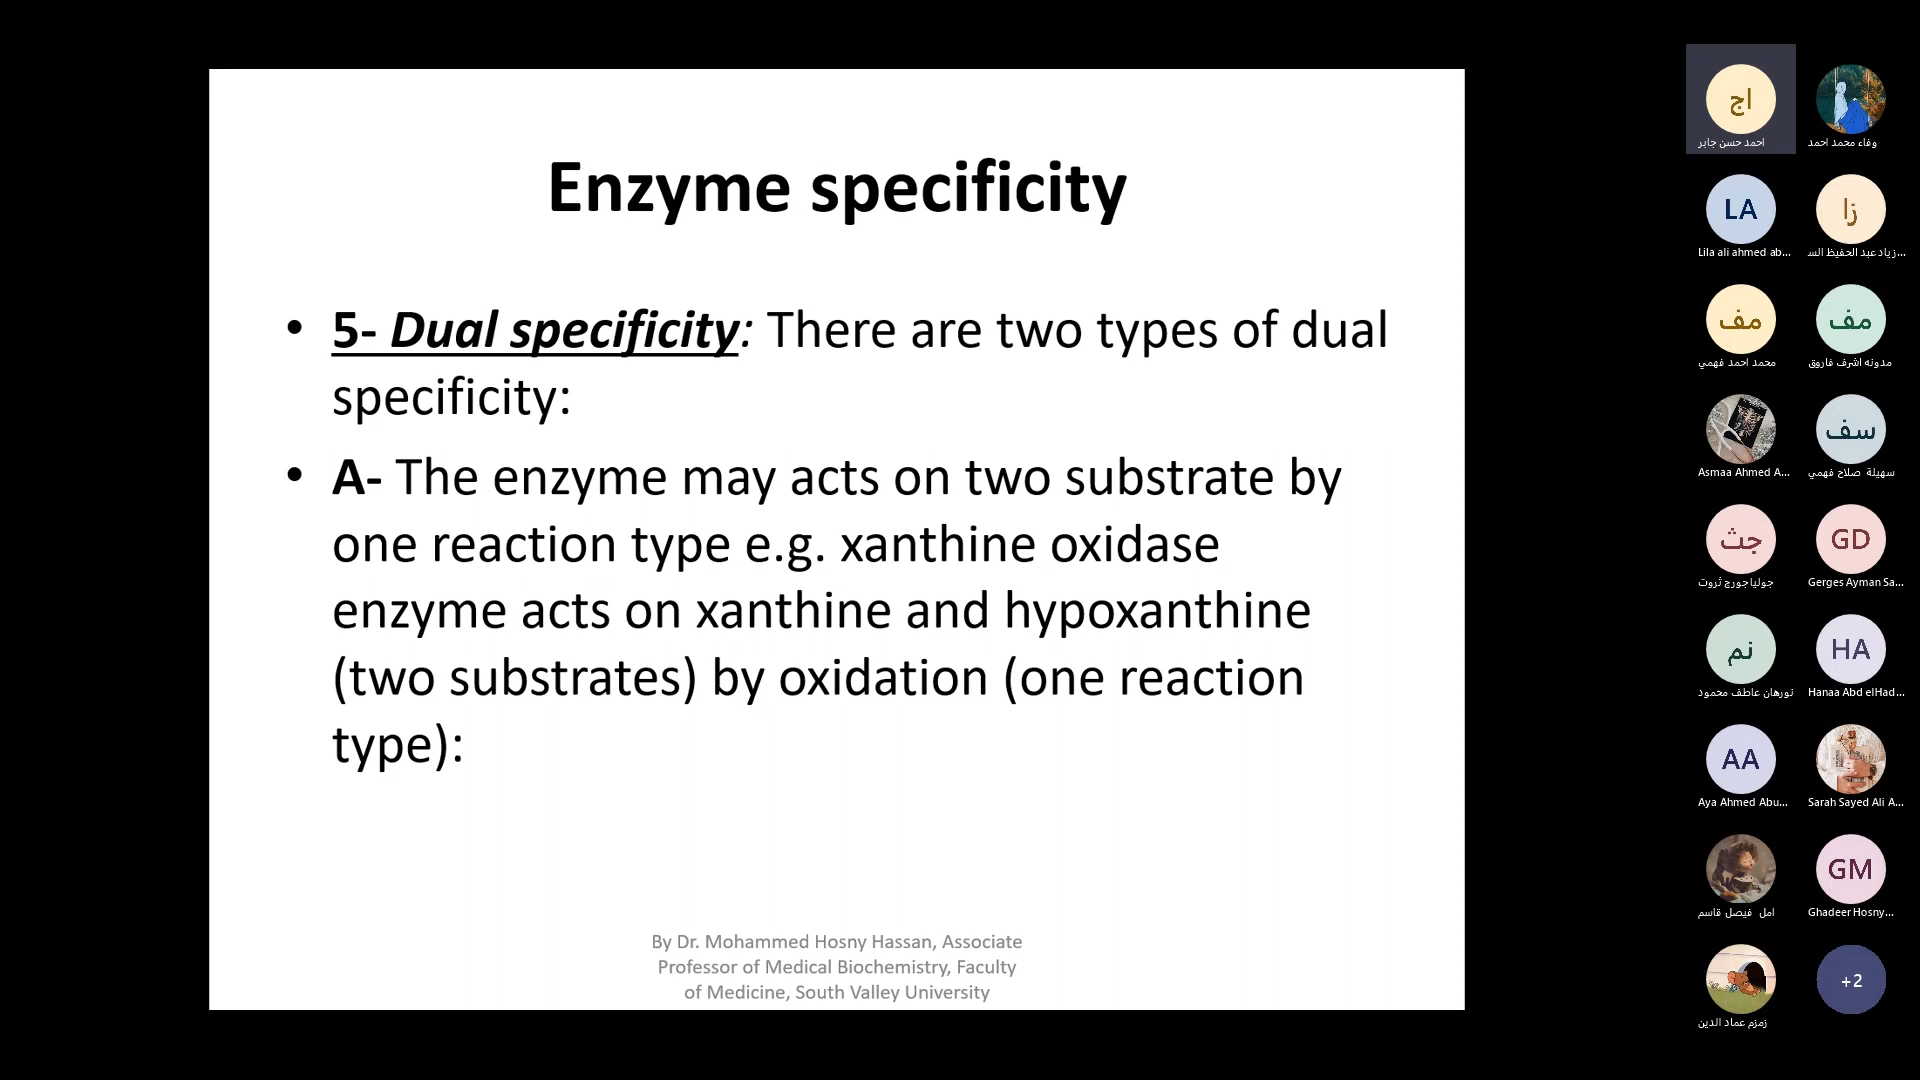 Enzyme specificity
• 5- Dual specificity: There are two types of dual
specificity:
• A- The enzyme may acts on two substrate by
one reaction type e.g. xanthine oxidase
enzyme acts on xanthine and hypoxanthine
(two substrates) by oxidation (one reaction
type):
By Dr. Mohammed Hosny Hassan, Associate
Professor of Medical Biochemistry, Faculty
of Medicine, South Valley University
اج
احمد حسن جابر
وفاء محمد احمد
LA
Lila ali ahmed ab...
زا
زياد عبد الحفيظ الس...
مف
محمد احمد فهمي
مف
مدونه اشرف فاروق
Asmaa Ahmed A...
سف
سهيلة صلاح فهمي
جث
جولياجورج ثروت
GD
Gerges Ayman Sa...
نم
نورهان عاطف محمود
HA
Hanaa Abd elHad...
AA
Aya Ahmed Abu...
Sarah Sayed Ali A...
امل فيصل قاسم
GM
Ghadeer Hosny...
زمزم عماد الدين
+2